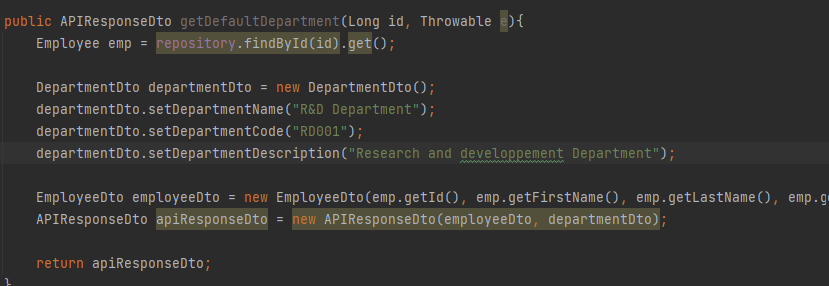 public APIResponseDto getDefaultDepartment(Long id, Throwable e){
Employee emp = repository.findById(id).get();
DepartmentDto departmentDto = new DepartmentDto();
departmentDto.setDepartmentName("R&D Department");
departmentDto.setDepartmentCode("RD001");
departmentDto.setDepartmentDescription("Research and developpement Department");
EmployeeDto employeeDto = new EmployeeDto(emp.getId(), emp.getFirstName(), emp.getLastName(), emp.g
APIResponseDto apiResponseDto = new APIResponseDto(employeeDto, departmentDto);
return apiResponseDto;
}